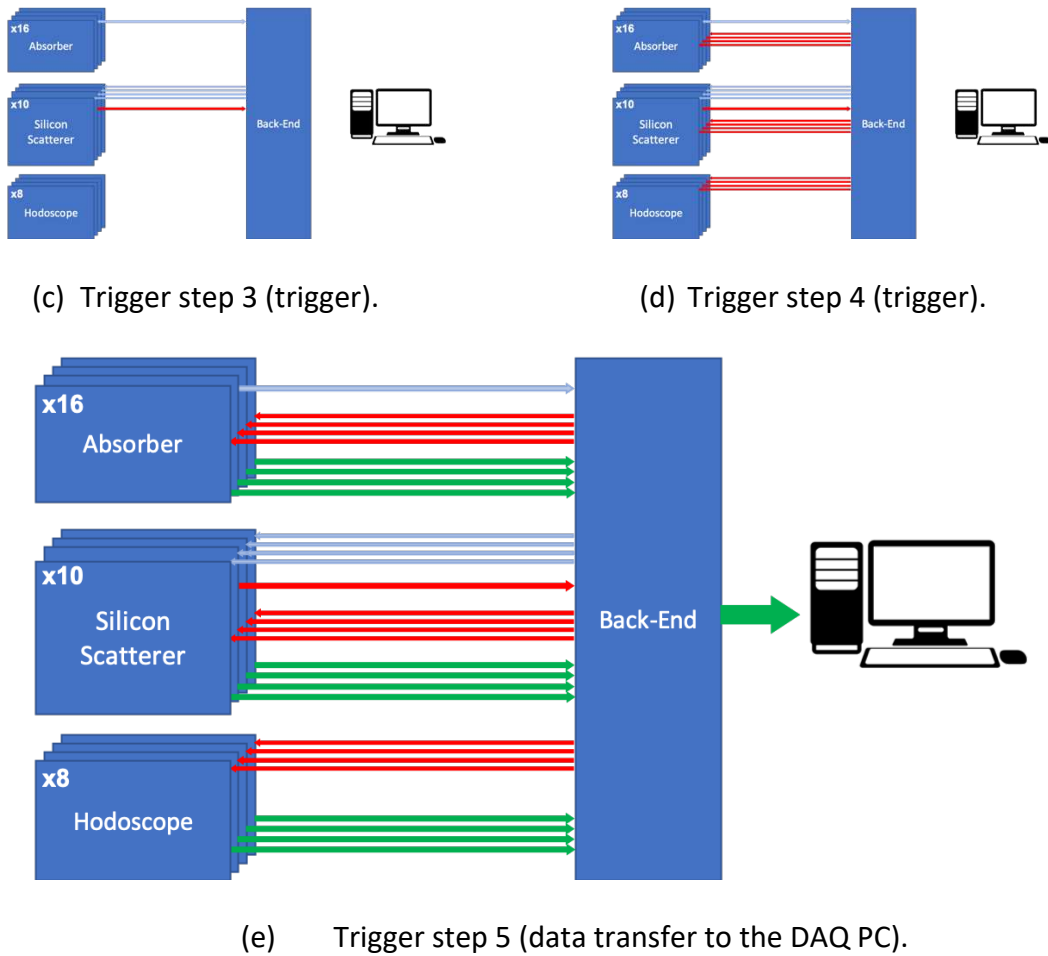 x16
Absorber
x10
Silicon
Scatterer
x8
Hodoscope
Back-End
x16
Absorber
x10
Silicon
Scatterer
x8
Hodoscope
Back-End
(c) Trigger step 3 (trigger).
(d) Trigger step 4 (trigger).
x16
Absorber
x10
Silicon
Scatterer
x8
Hodoscope
Back-End
(e) Trigger step 5 (data transfer to the DAQ PC).